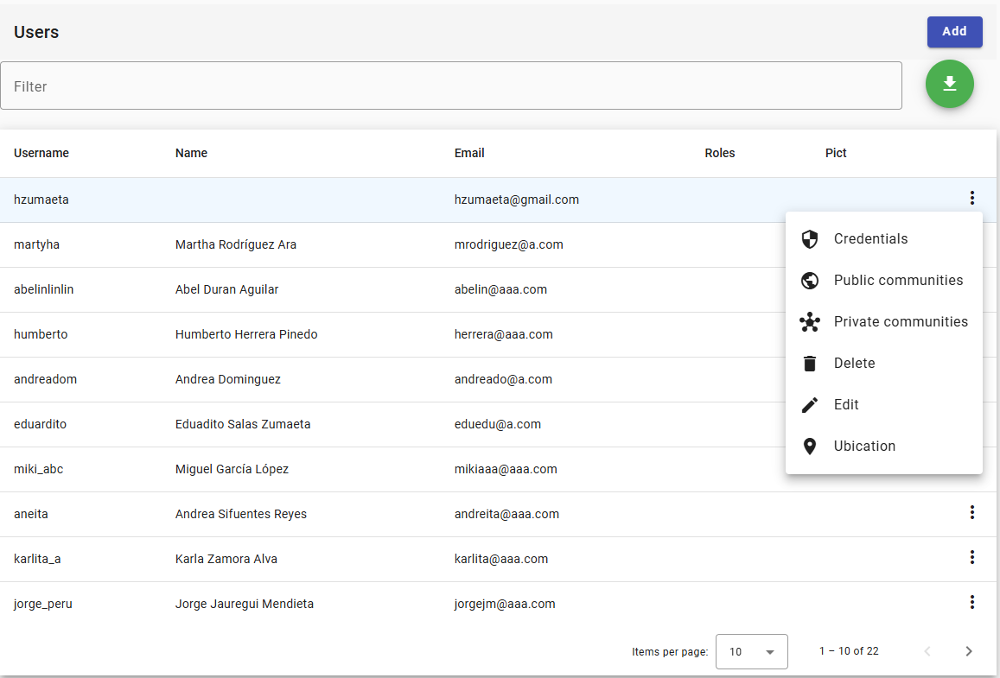 Users
Add
Filter
Username Name Email Roles Pict
hzumaeta hzumaeta@gmail.com
martyha Martha Rodríguez Ara mrodriguez@a.com
Credentials
abelinlinlin Abel Duran Aguilar abelin@aaa.com
Public communities
humberto Humberto Herrera Pinedo herrera@aaa.com
Private communities
andreadom Andrea Dominguez andreado@a.com
Delete
eduardito Eduadito Salas Zumaeta eduedu@a.com
Edit
miki_abc Miguel García López mikiaaa@aaa.com
Ubication
aneita Andrea Sifuentes Reyes andreita@aaa.com
karlita_a Karla Zamora Alva karlita@aaa.com
jorge_peru Jorge Jauregui Mendieta jorgejm@aaa.com
Items per page: 10 1 – 10 of 22